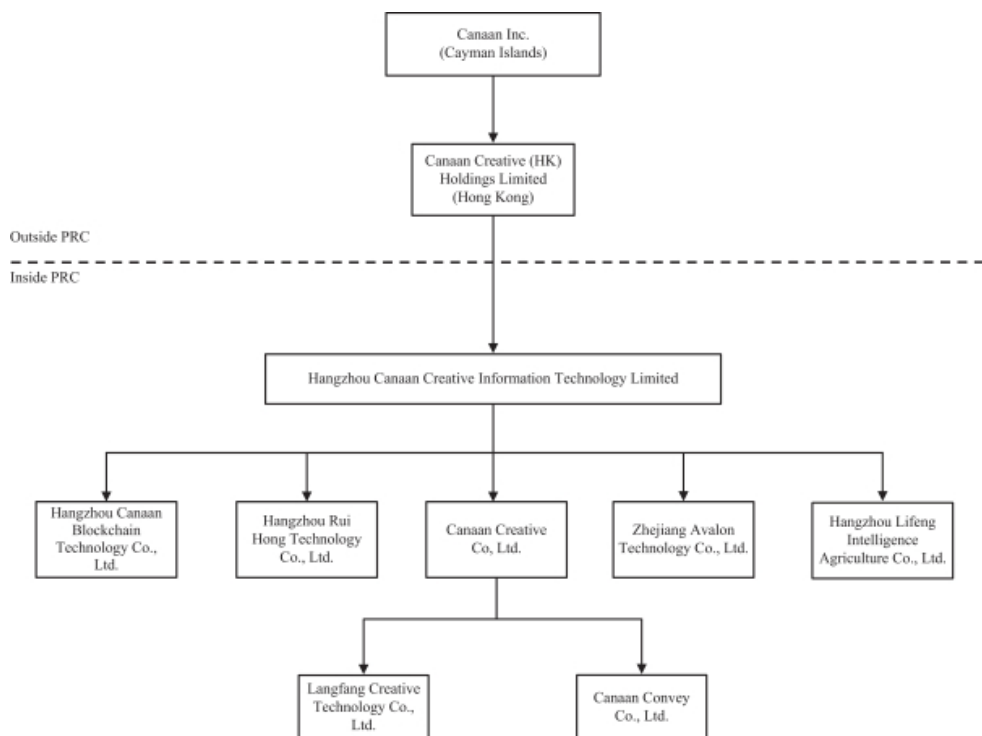 Canaan Inc.
(Cayman Islands)
Canaan Creative (HK)
Holdings Limited
(Hong Kong)
Outside PRC
Inside PRC
Hangzhou Canaan Creative Information Technology Limited
Hangzhou Canaan
Blockchain
Technology Co.,
Ltd.
Hangzhou Rui
Hong Technology
Co., Ltd.
Canaan Creative
Co, Ltd.
Zhejiang Avalon
Technology Co., Ltd.
Hangzhou Lifeng
Intelligence
Agriculture Co., Ltd.
Langfang Creative
Technology Co.,
Ltd.
Canaan Convey
Co., Ltd.